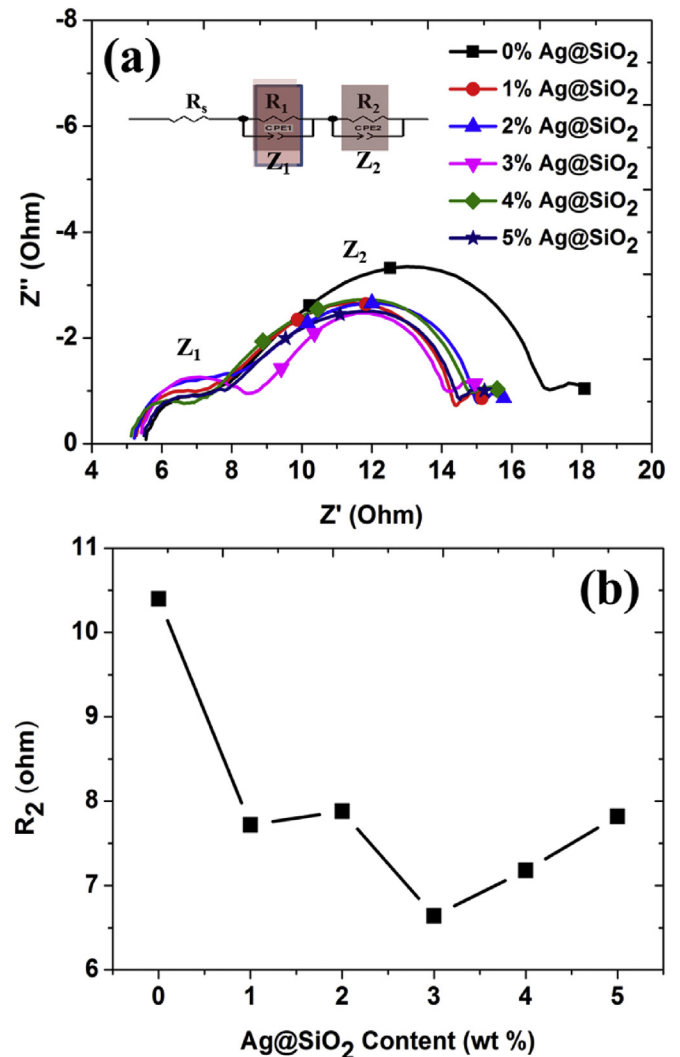 (a)
-8
-6
-4
-2
0
Z'' (Ohm)
0% Ag@SiO2
1% Ag@SiO2
2% Ag@SiO2
3% Ag@SiO2
4% Ag@SiO2
5% Ag@SiO2
Rs R1 R2
CPE1 CPE2
Z1 Z2
Z2
Z1
4 6 8 10 12 14 16 18 20
Z' (Ohm)
(b)
11
10
9
8
7
6
R2 (ohm)
0 1 2 3 4 5
Ag@SiO2 Content (wt %)